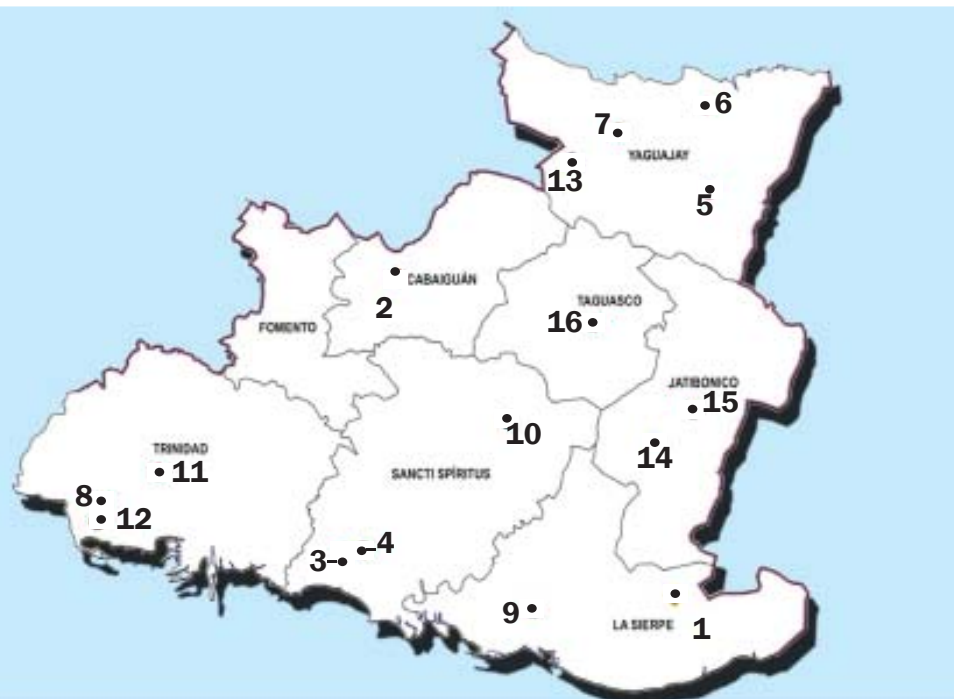 6
7
YAGUAJAY
13
5
CABAIGUÁN
2
TAGUASCO
16
FOMENTO
JATIBONICO
15
10
14
TRINIDAD
11
SANCTI SPÍRITUS
8
12
3
4
9
LA SIERPE
1